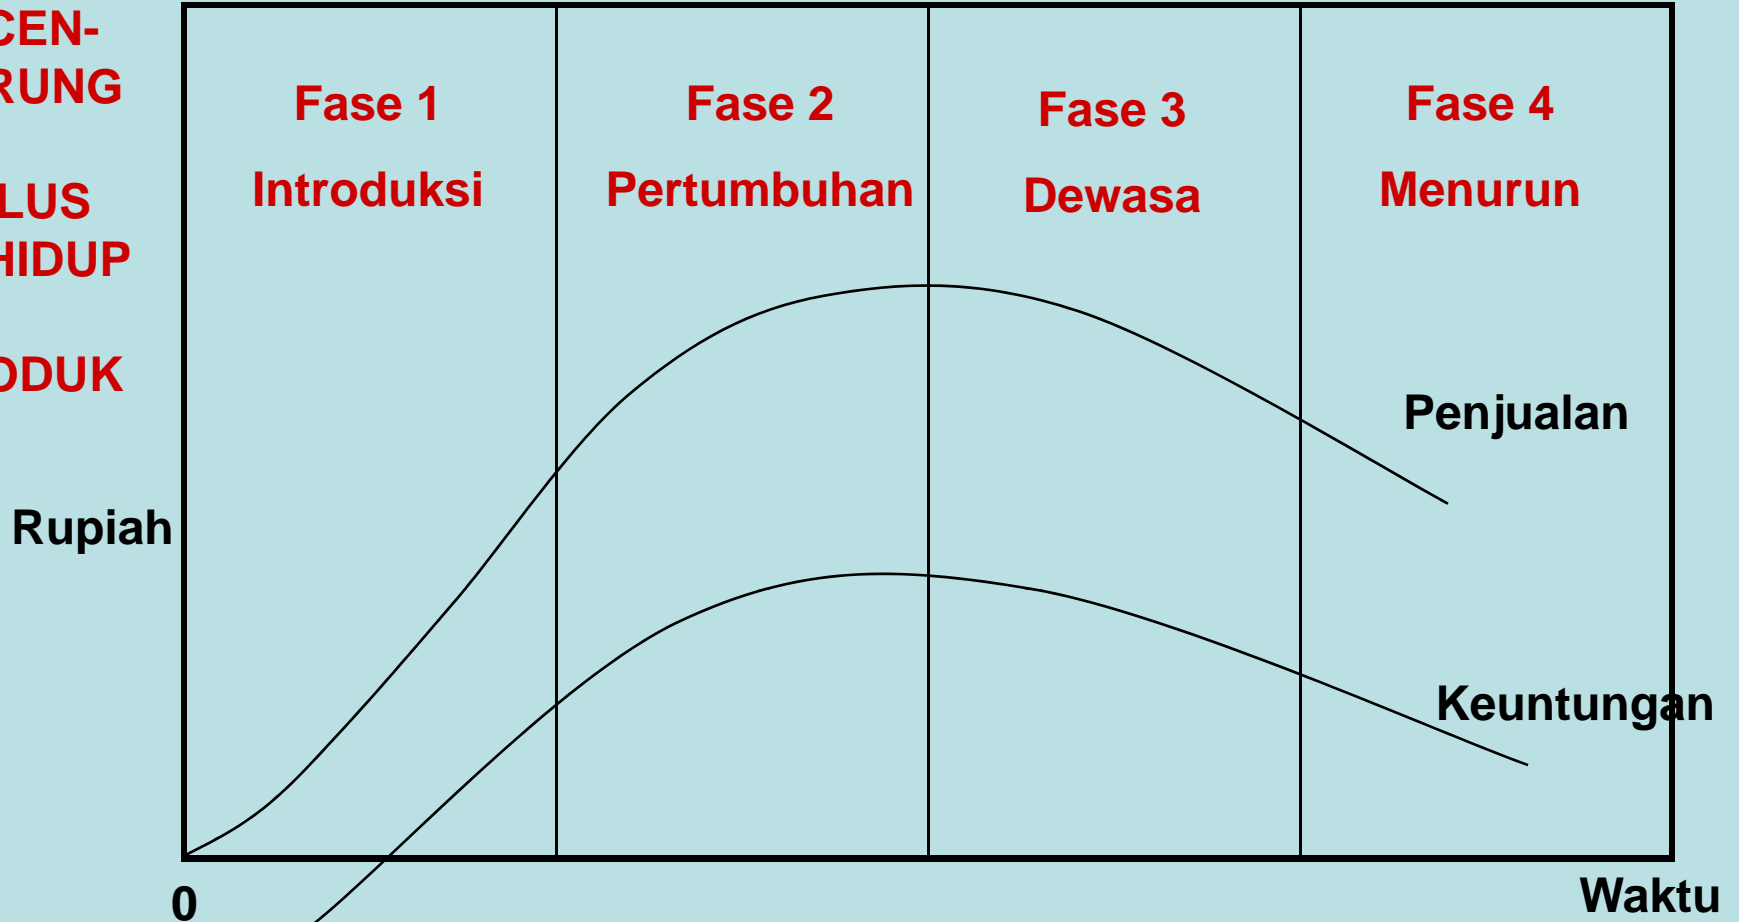 CEN-
RUNG
LUS
HIDUP
ODUK
Fase 1
Introduksi
Fase 2
Pertumbuhan
Fase 3
Dewasa
Fase 4
Menurun
Penjualan
Rupiah
Keuntungan
0
Waktu